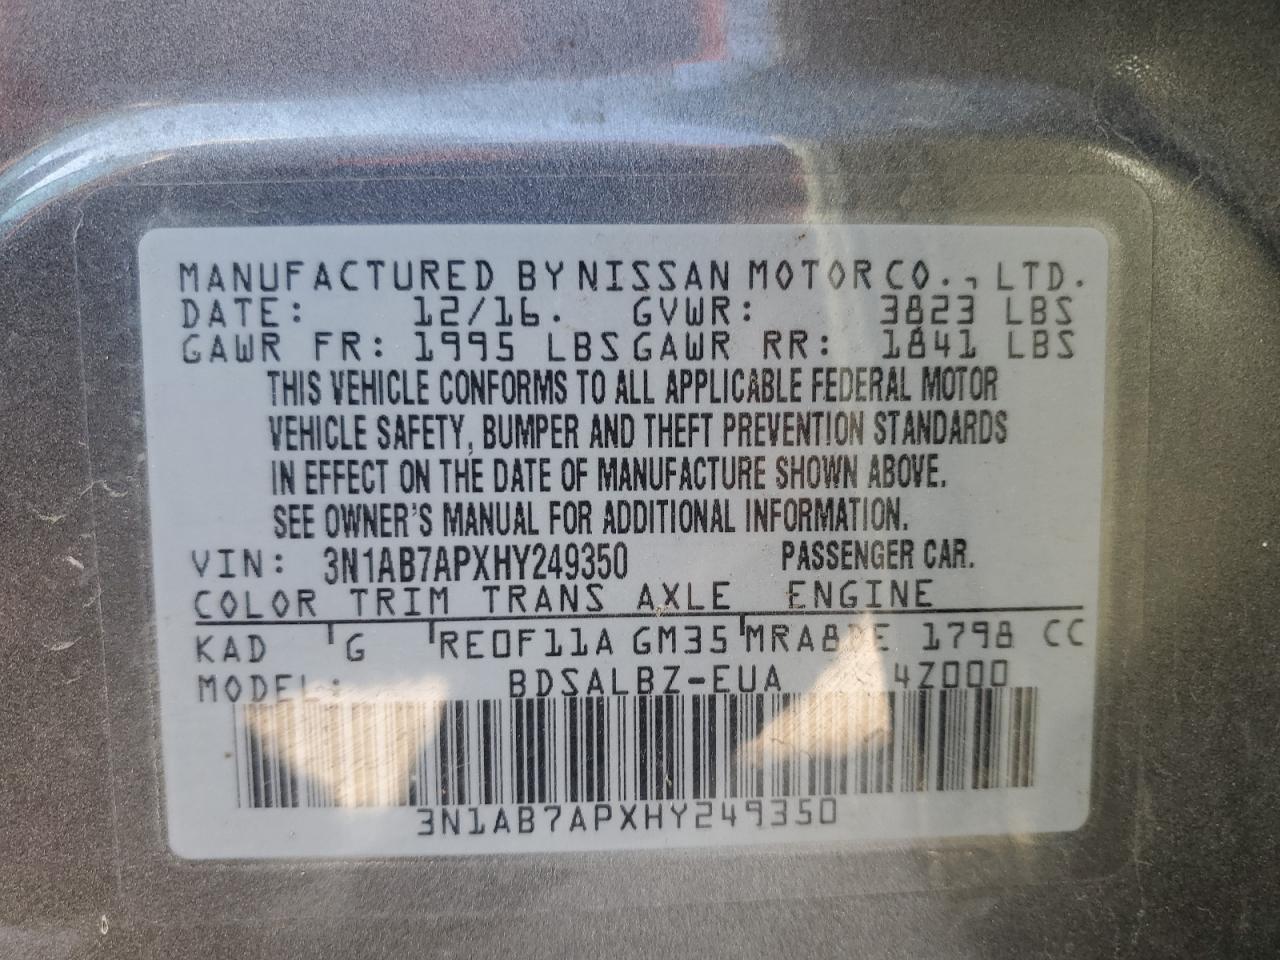 MANUFACTURED BY NISSAN MOTOR CO., LTD.
DATE: 12/16. GVWR: 3823 LBS
GAWR FR: 1995 LBS GAWR RR: 1841 LBS
THIS VEHICLE CONFORMS TO ALL APPLICABLE FEDERAL MOTOR
VEHICLE SAFETY, BUMPER AND THEFT PREVENTION STANDARDS
IN EFFECT ON THE DATE OF MANUFACTURE SHOWN ABOVE.
SEE OWNER'S MANUAL FOR ADDITIONAL INFORMATION.
VIN: 3N1AB7APXHY249350 PASSENGER CAR.
COLOR TRIM TRANS AXLE ENGINE
KAD G RE0F11A GM35 MRA8DE 1798 CC
MODEL: BDSALBZ-EUA 4Z000
3N1AB7APXHY249350